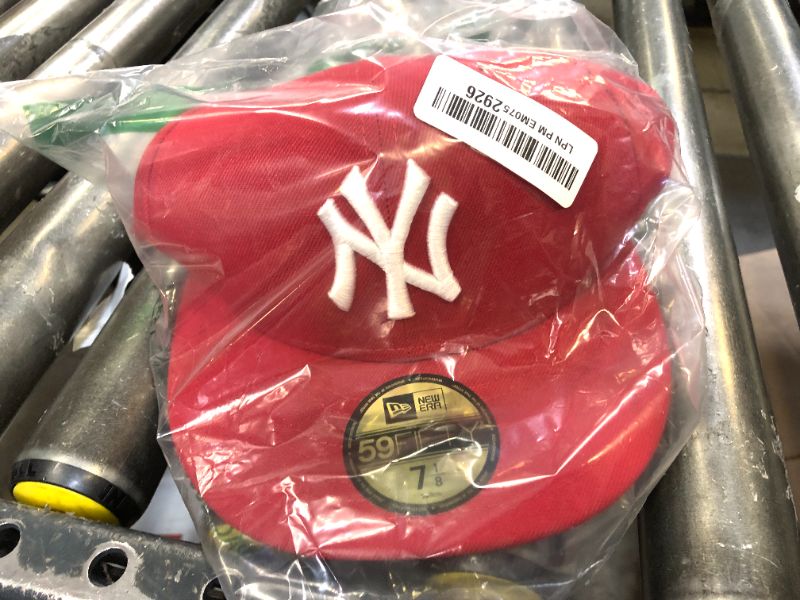 LPN PM EM075 2926
NY
NEW ERA
59FIFTY
7 1/8